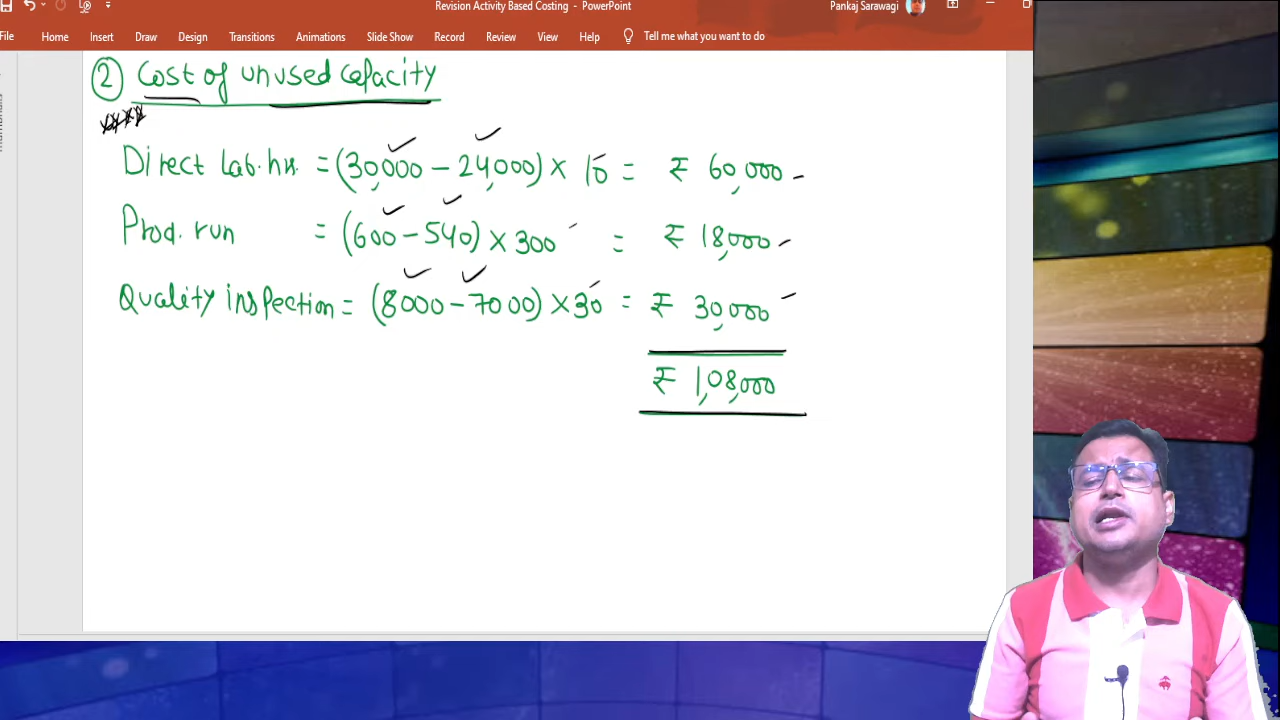 Revision Activity Based Costing - PowerPoint
Pankaj Sarawagi
File Home Insert Draw Design Transitions Animations Slide Show Record Review View Help Tell me what you want to do
② Cost of unused capacity
Direct Lab. hr. = (30,000 - 24,000) × 10 = ₹ 60,000
Prod. run = (600 - 540) × 300 = ₹ 18,000
Quality inspection = (8000 - 7000) × 30 = ₹ 30,000
₹ 1,08,000